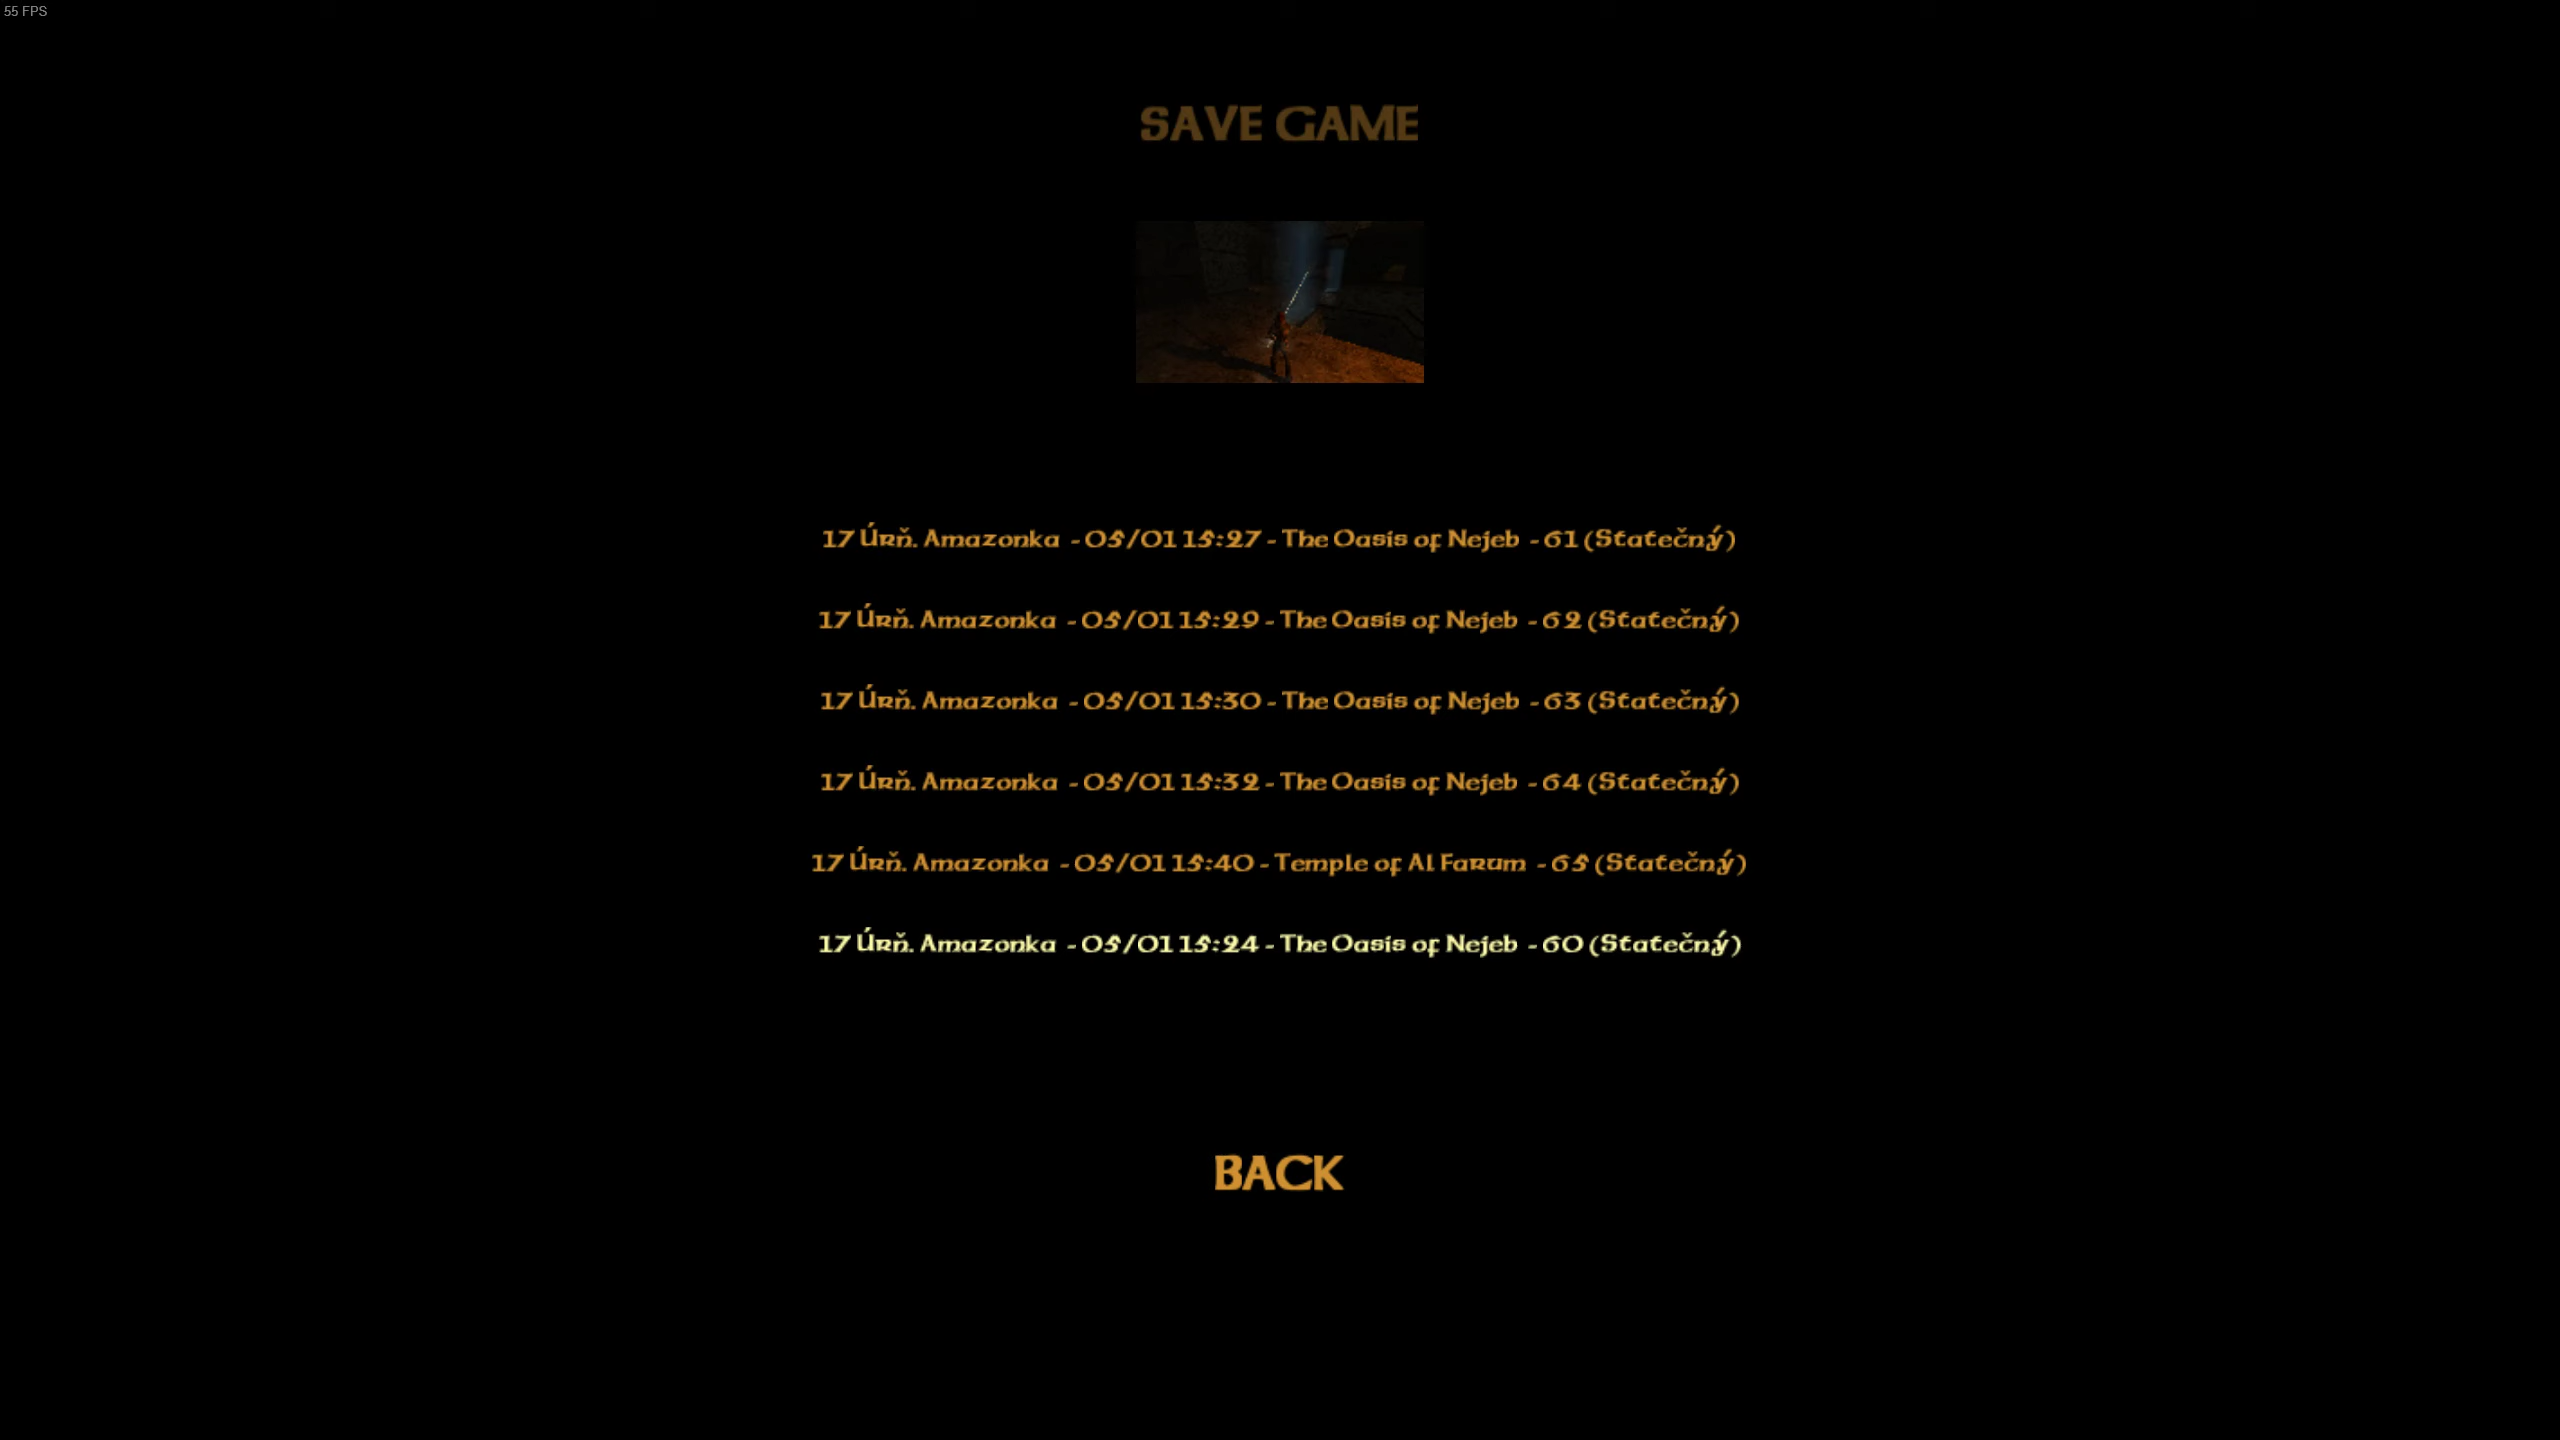 55 FPS
SAVE GAME
17 Úrň. Amazonka - 05/01 15:27 - The Oasis of Nejeb - 61 (Statečný)
17 Úrň. Amazonka - 05/01 15:29 - The Oasis of Nejeb - 62 (Statečný)
17 Úrň. Amazonka - 05/01 15:30 - The Oasis of Nejeb - 63 (Statečný)
17 Úrň. Amazonka - 05/01 15:32 - The Oasis of Nejeb - 64 (Statečný)
17 Úrň. Amazonka - 05/01 15:40 - Temple of Al Farum - 65 (Statečný)
17 Úrň. Amazonka - 05/01 15:24 - The Oasis of Nejeb - 60 (Statečný)
BACK